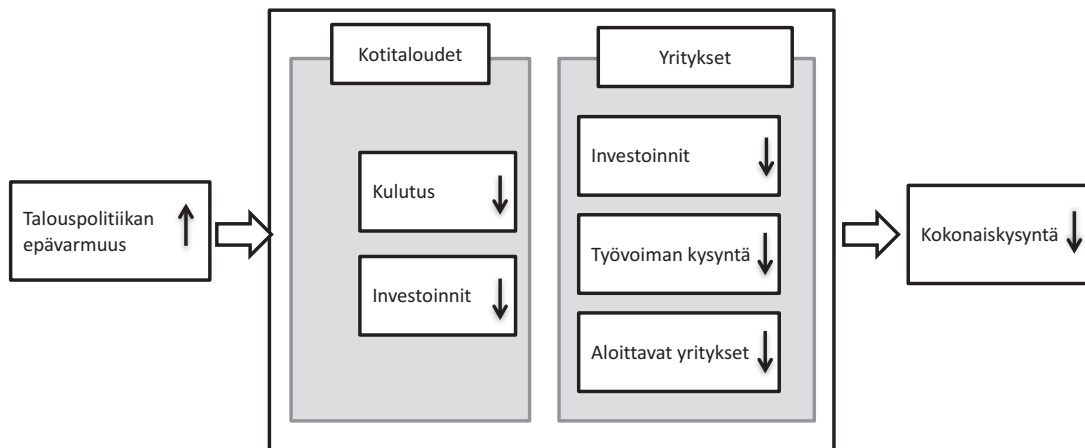 Talouspolitiikan
epävarmuus
Kotitaloudet
Kulutus
Investoinnit
Yritykset
Investoinnit
Työvoiman kysyntä
Aloittavat yritykset
Kokonaiskysyntä